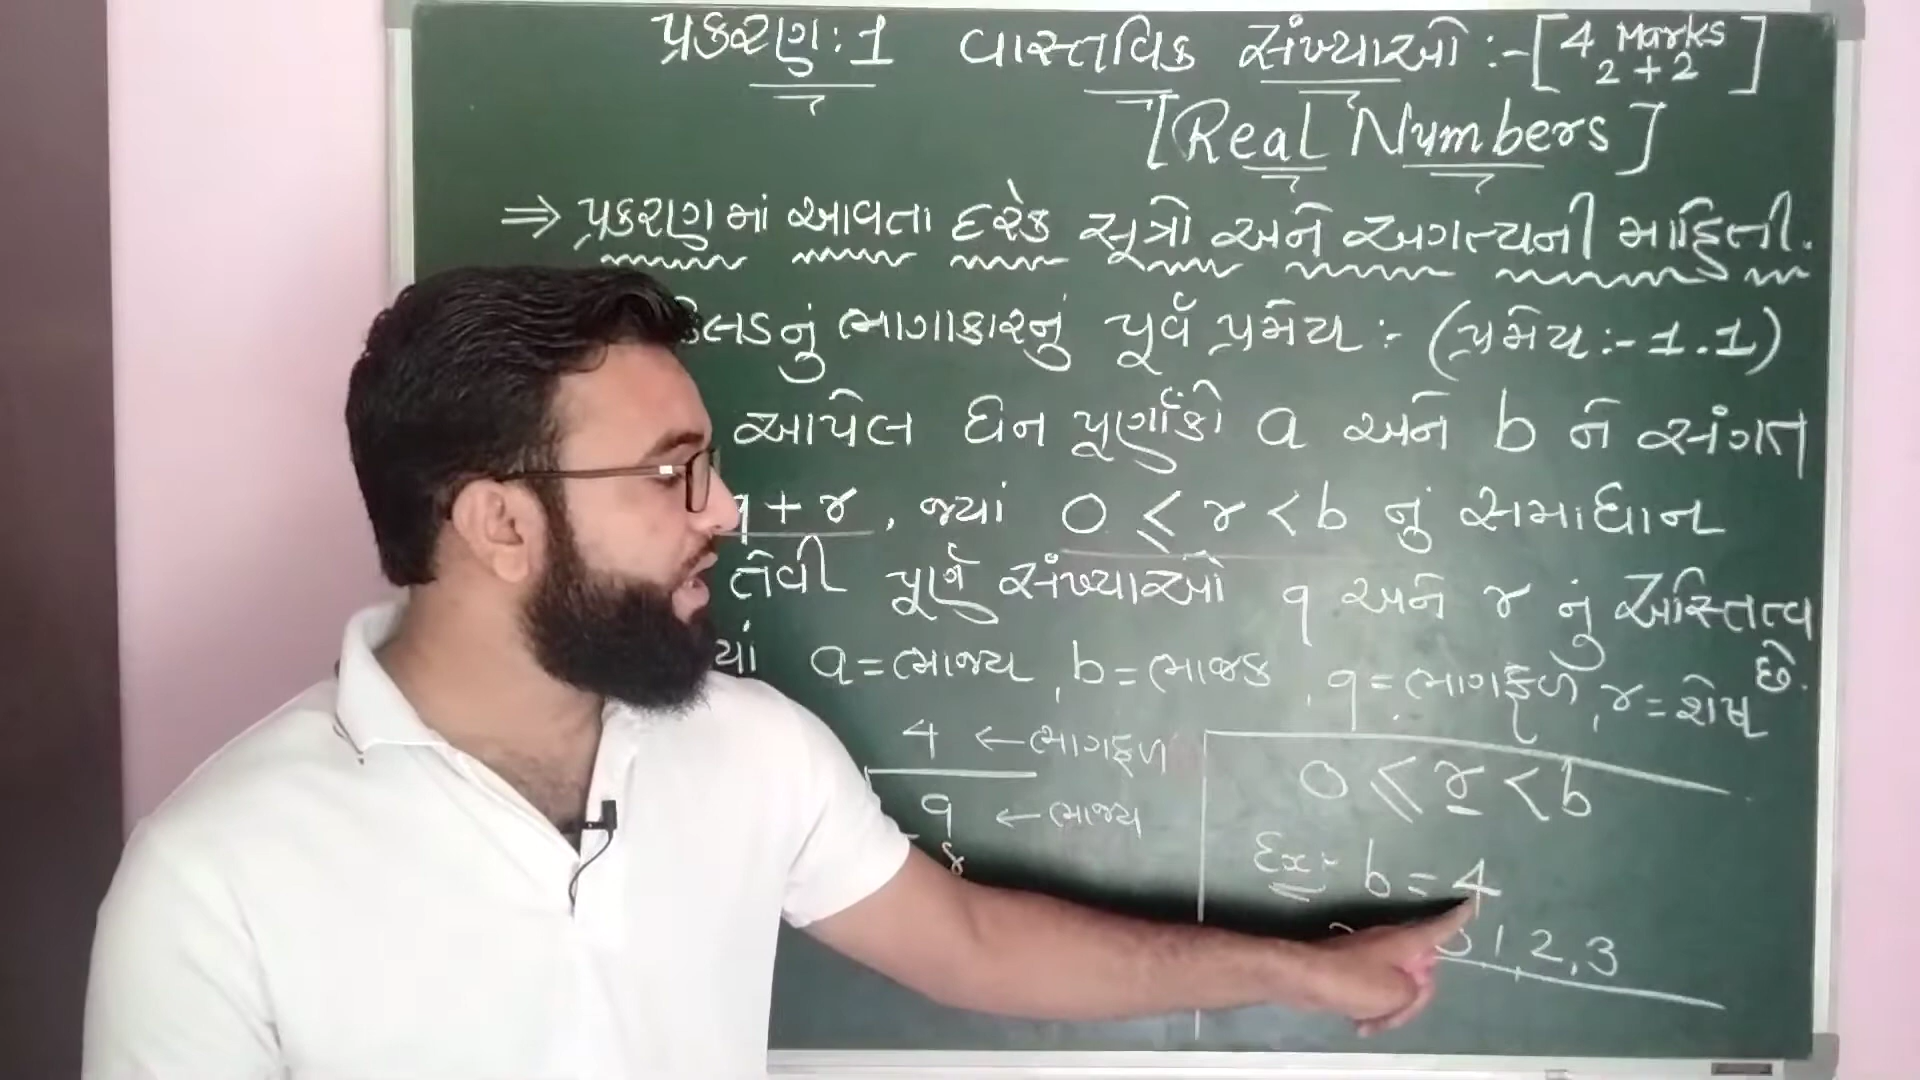 પ્રકરણ:1 વાસ્તવિક સંખ્યાઓ :- [4 Marks
2+2]
[Real Numbers]
⇒ પ્રકરણમાં આવતા દરેક સૂત્રો અને અગત્યની માહિતી.
ભાગાકારનું પૂર્વ પ્રમેય :- (પ્રમેય :- 1.1)
આપેલ ધન પૂર્ણાંકો a અને b ને સંગત
q + r, જ્યાં 0 ≤ r < b નું સમાધાન
તેવી પૂર્ણ સંખ્યાઓ q અને r નું અસ્તિત્વ
છે.
a = ભાજ્ય, b = ભાજક, q = ભાગફળ, r = શેષ
4 ← ભાગફળ
9 ← ભાજ્ય
8
0 ≤ r < b
Ex:- b = 4
1, 2, 3